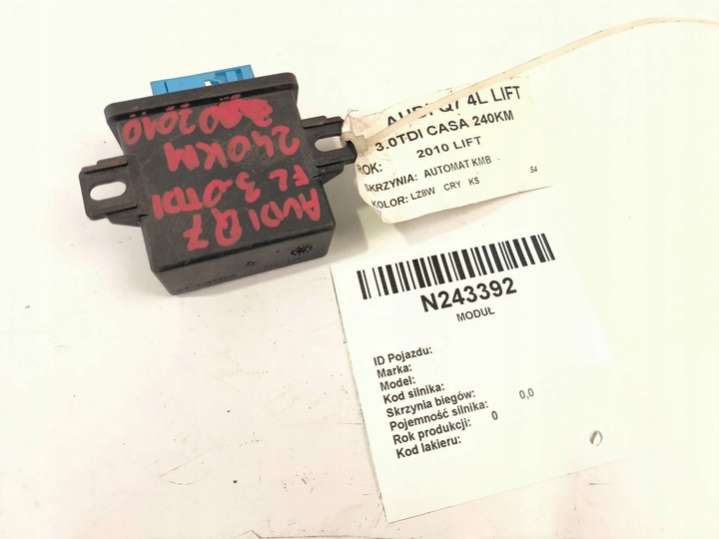 AUDI Q7
FL 3.0TDI
240KM
2010
AUDI Q7 4L LIFT
3.0TDI CASA 240KM
ROK: 2010 LIFT
SKRZYNIA: AUTOMAT KMB
KOLOR: LZ8W CRY KS 54
N243392
MODUŁ
ID Pojazdu:
Marka:
Model:
Kod silnika:
Skrzynia biegów:
Pojemność silnika: 0,0
Rok produkcji: 0
Kod lakieru: